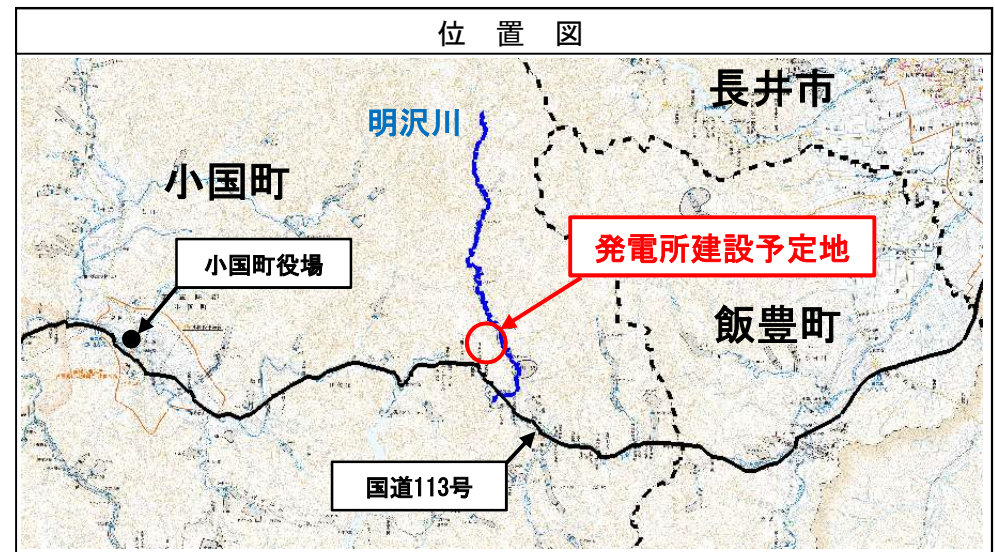 位 置 図
長井市
明沢川
小国町
発電所建設予定地
小国町役場
飯豊町
国道113号